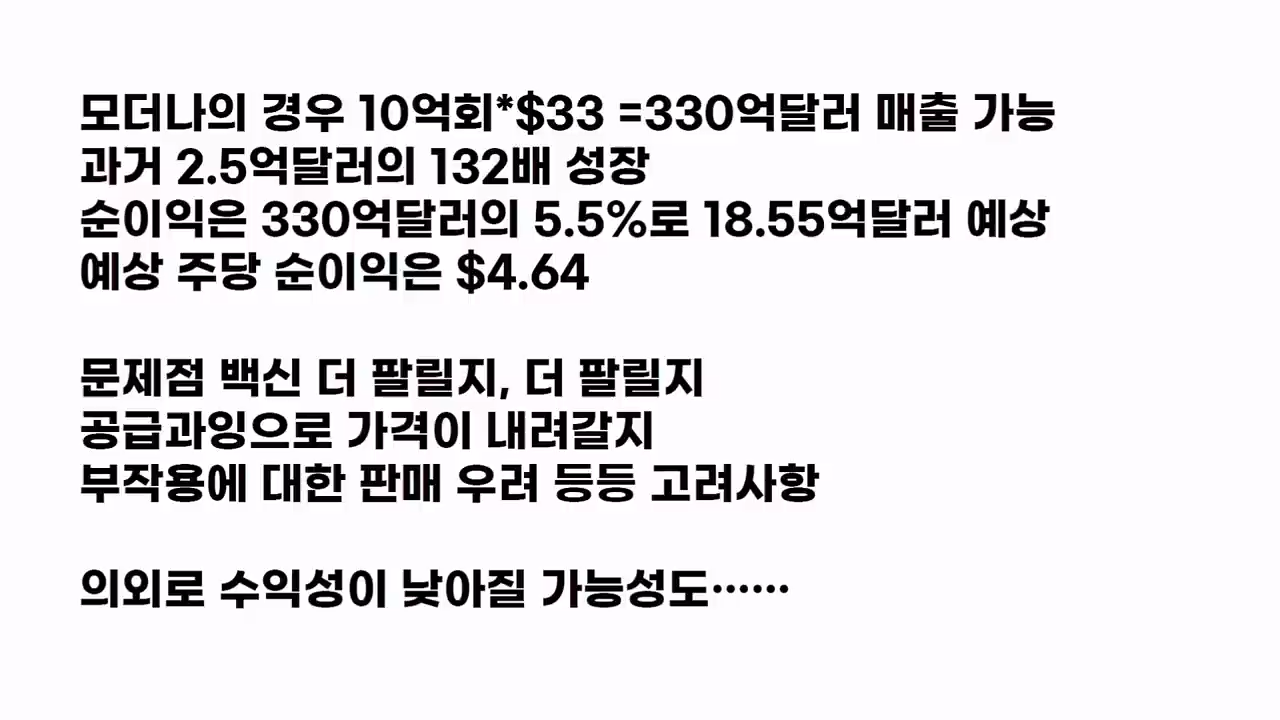 모더나의 경우 10억회*$33 =330억달러 매출 가능
과거 2.5억달러의 132배 성장
순이익은 330억달러의 5.5%로 18.55억달러 예상
예상 주당 순이익은 $4.64
문제점 백신 더 팔릴지, 더 팔릴지
공급과잉으로 가격이 내려갈지
부작용에 대한 판매 우려 등등 고려사항
의외로 수익성이 낮아질 가능성도……